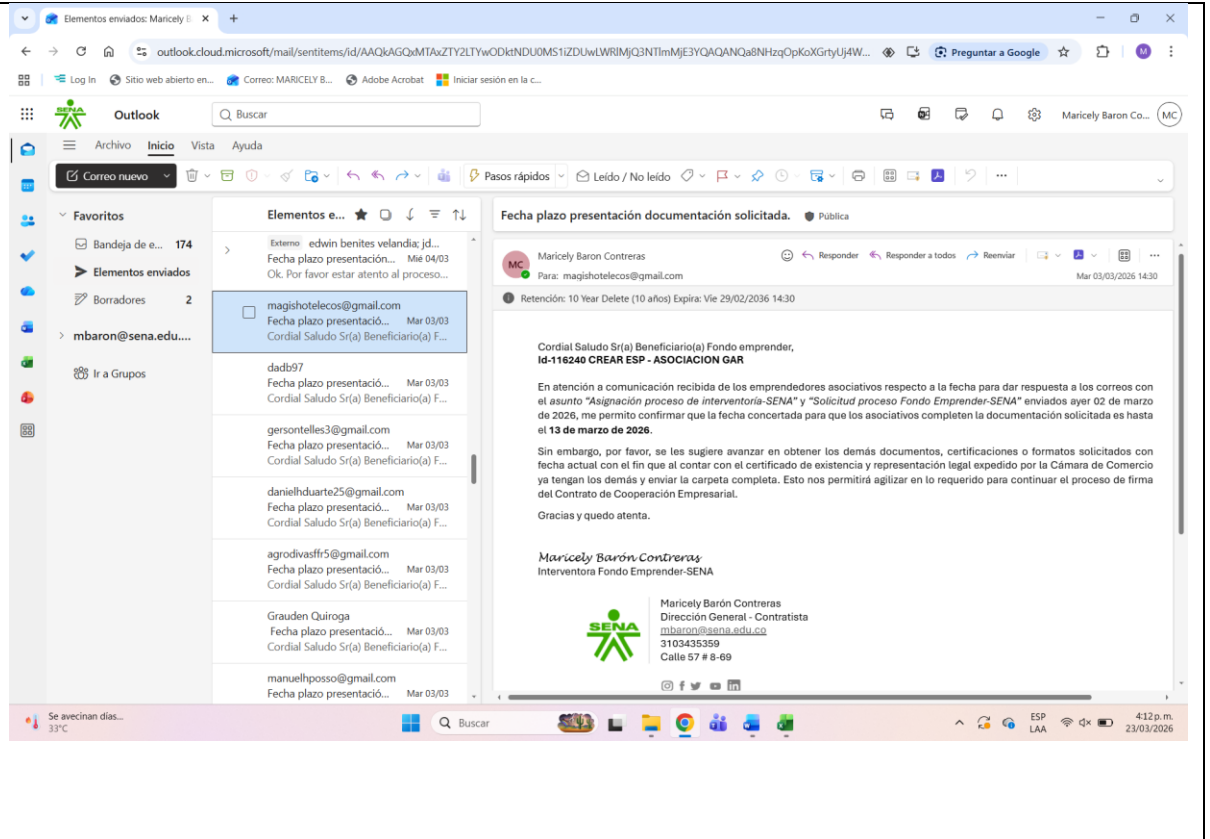 Elementos enviados: Maricely B
outlook.cloud.microsoft/mail/sentitems/id/AAQkAGQxMTAxZTY2LTYwODktNDU0MS1iZDUwLWRlMjQ3NTlmMjE3YQAQANQa8NHzqOpKoXGrtyUj4W...
Preguntar a Google
M
Log In
Sitio web abierto en...
Correo: MARICELY B...
Adobe Acrobat
Iniciar sesión en la c...
SENA
Outlook
Buscar
Maricely Baron Co...
MC
Archivo
Inicio
Vista
Ayuda
Correo nuevo
Pasos rápidos
Leído / No leído
Favoritos
Bandeja de e... 174
Elementos enviados
Borradores 2
mbaron@sena.edu....
Ir a Grupos
Elementos e...
Externo edwin benites velandia; jd...
Fecha plazo presentación... Mié 04/03
Ok. Por favor estar atento al proceso...
magishotelecos@gmail.com
Fecha plazo presentació... Mar 03/03
Cordial Saludo Sr(a) Beneficiario(a) F...
dadb97
Fecha plazo presentació... Mar 03/03
Cordial Saludo Sr(a) Beneficiario(a) F...
gersontelles3@gmail.com
Fecha plazo presentació... Mar 03/03
Cordial Saludo Sr(a) Beneficiario(a) F...
danielhduarte25@gmail.com
Fecha plazo presentació... Mar 03/03
Cordial Saludo Sr(a) Beneficiario(a) F...
agrodivasffr5@gmail.com
Fecha plazo presentació... Mar 03/03
Cordial Saludo Sr(a) Beneficiario(a) F...
Grauden Quiroga
Fecha plazo presentació... Mar 03/03
Cordial Saludo Sr(a) Beneficiario(a) F...
manuelhposso@gmail.com
Fecha plazo presentació... Mar 03/03
Fecha plazo presentación documentación solicitada. Pública
MC
Maricely Baron Contreras
Responder
Responder a todos
Reenviar
Para: magishotelecos@gmail.com
Mar 03/03/2026 14:30
Retención: 10 Year Delete (10 años) Expira: Vie 29/02/2036 14:30
Cordial Saludo Sr(a) Beneficiario(a) Fondo emprender,
Id-116240 CREAR ESP - ASOCIACION GAR
En atención a comunicación recibida de los emprendedores asociativos respecto a la fecha para dar respuesta a los correos con
el asunto "Asignación proceso de interventoría-SENA" y "Solicitud proceso Fondo Emprender-SENA" enviados ayer 02 de marzo
de 2026, me permito confirmar que la fecha concertada para que los asociativos completen la documentación solicitada es hasta
el 13 de marzo de 2026.
Sin embargo, por favor, se les sugiere avanzar en obtener los demás documentos, certificaciones o formatos solicitados con
fecha actual con el fin que al contar con el certificado de existencia y representación legal expedido por la Cámara de Comercio
ya tengan los demás y enviar la carpeta completa. Esto nos permitirá agilizar en lo requerido para continuar el proceso de firma
del Contrato de Cooperación Empresarial.
Gracias y quedo atenta.
Maricely Barón Contreras
Interventora Fondo Emprender-SENA
SENA
Maricely Barón Contreras
Dirección General - Contratista
mbaron@sena.edu.co
3103435359
Calle 57 # 8-69
Se avecinan días...
33°C
Buscar
ESP
LAA
4:12 p. m.
23/03/2026